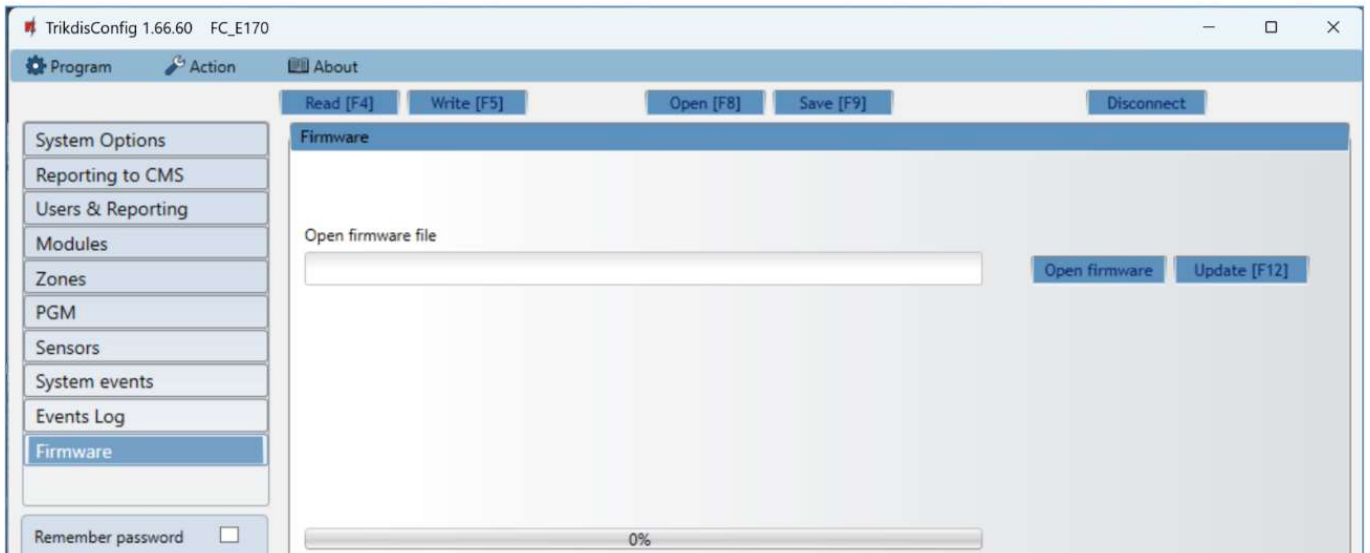 TrikdisConfig 1.66.60 FC_E170
Program Action About
Read [F4] Write [F5] Open [F8] Save [F9] Disconnect
System Options
Reporting to CMS
Users & Reporting
Modules
Zones
PGM
Sensors
System events
Events Log
Firmware
Remember password
Firmware
Open firmware file
Open firmware Update [F12]
0%